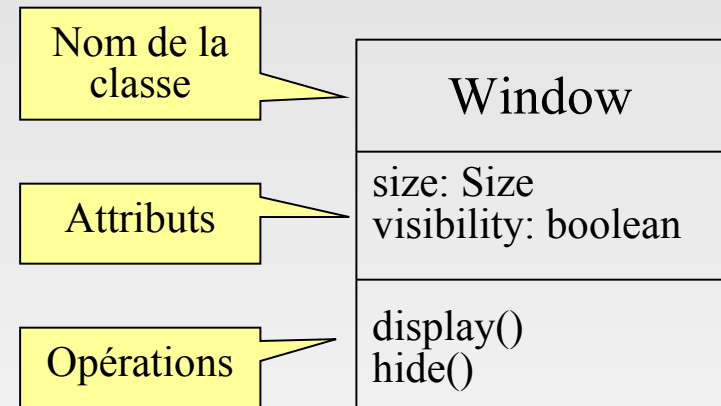 Nom de la
classe
Window
Attributs
size: Size
visibility: boolean
Opérations
display()
hide()